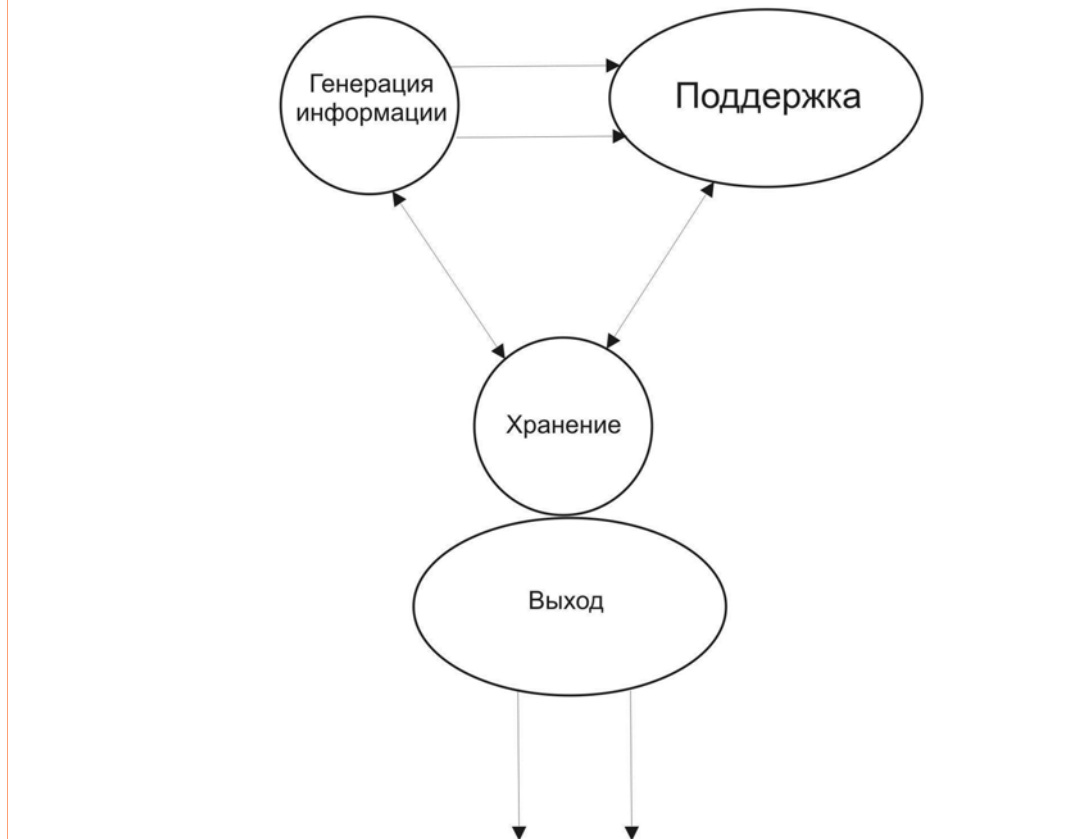 Генерация
информации
Поддержка
Хранение
Выход